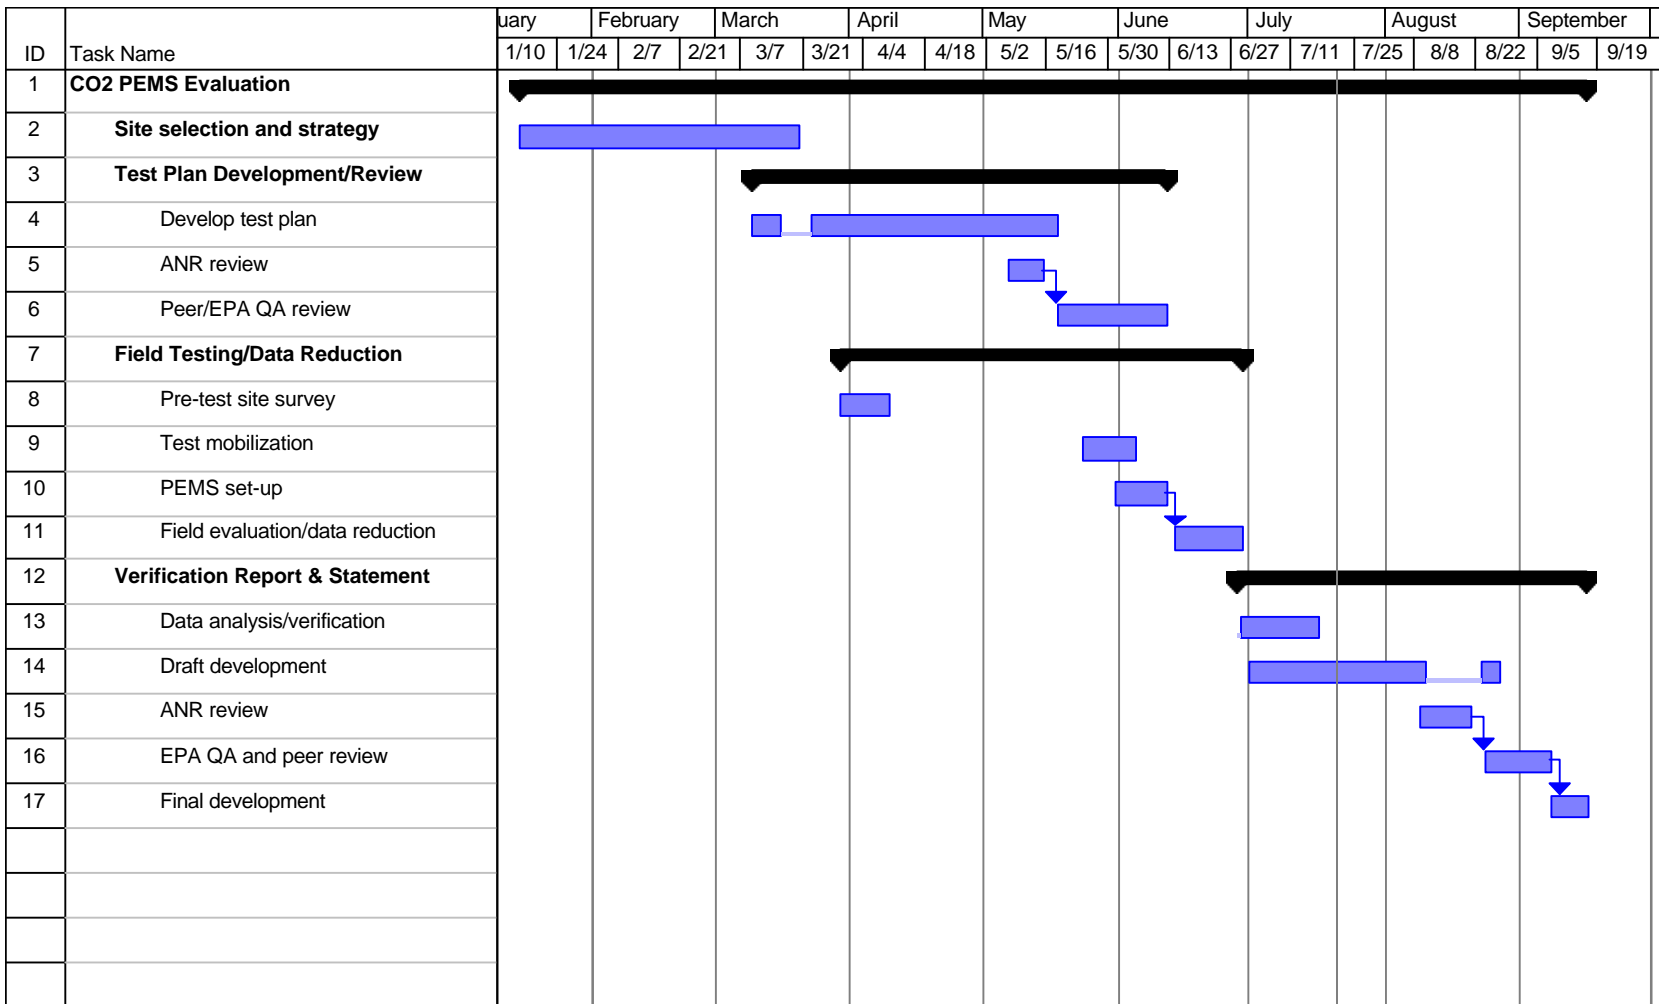 uary February March April May June July August September
ID Task Name 1/10 1/24 2/7 2/21 3/7 3/21 4/4 4/18 5/2 5/16 5/30 6/13 6/27 7/11 7/25 8/8 8/22 9/5 9/19
1 CO2 PEMS Evaluation
2 Site selection and strategy
3 Test Plan Development/Review
4 Develop test plan
5 ANR review
6 Peer/EPA QA review
7 Field Testing/Data Reduction
8 Pre-test site survey
9 Test mobilization
10 PEMS set-up
11 Field evaluation/data reduction
12 Verification Report & Statement
13 Data analysis/verification
14 Draft development
15 ANR review
16 EPA QA and peer review
17 Final development